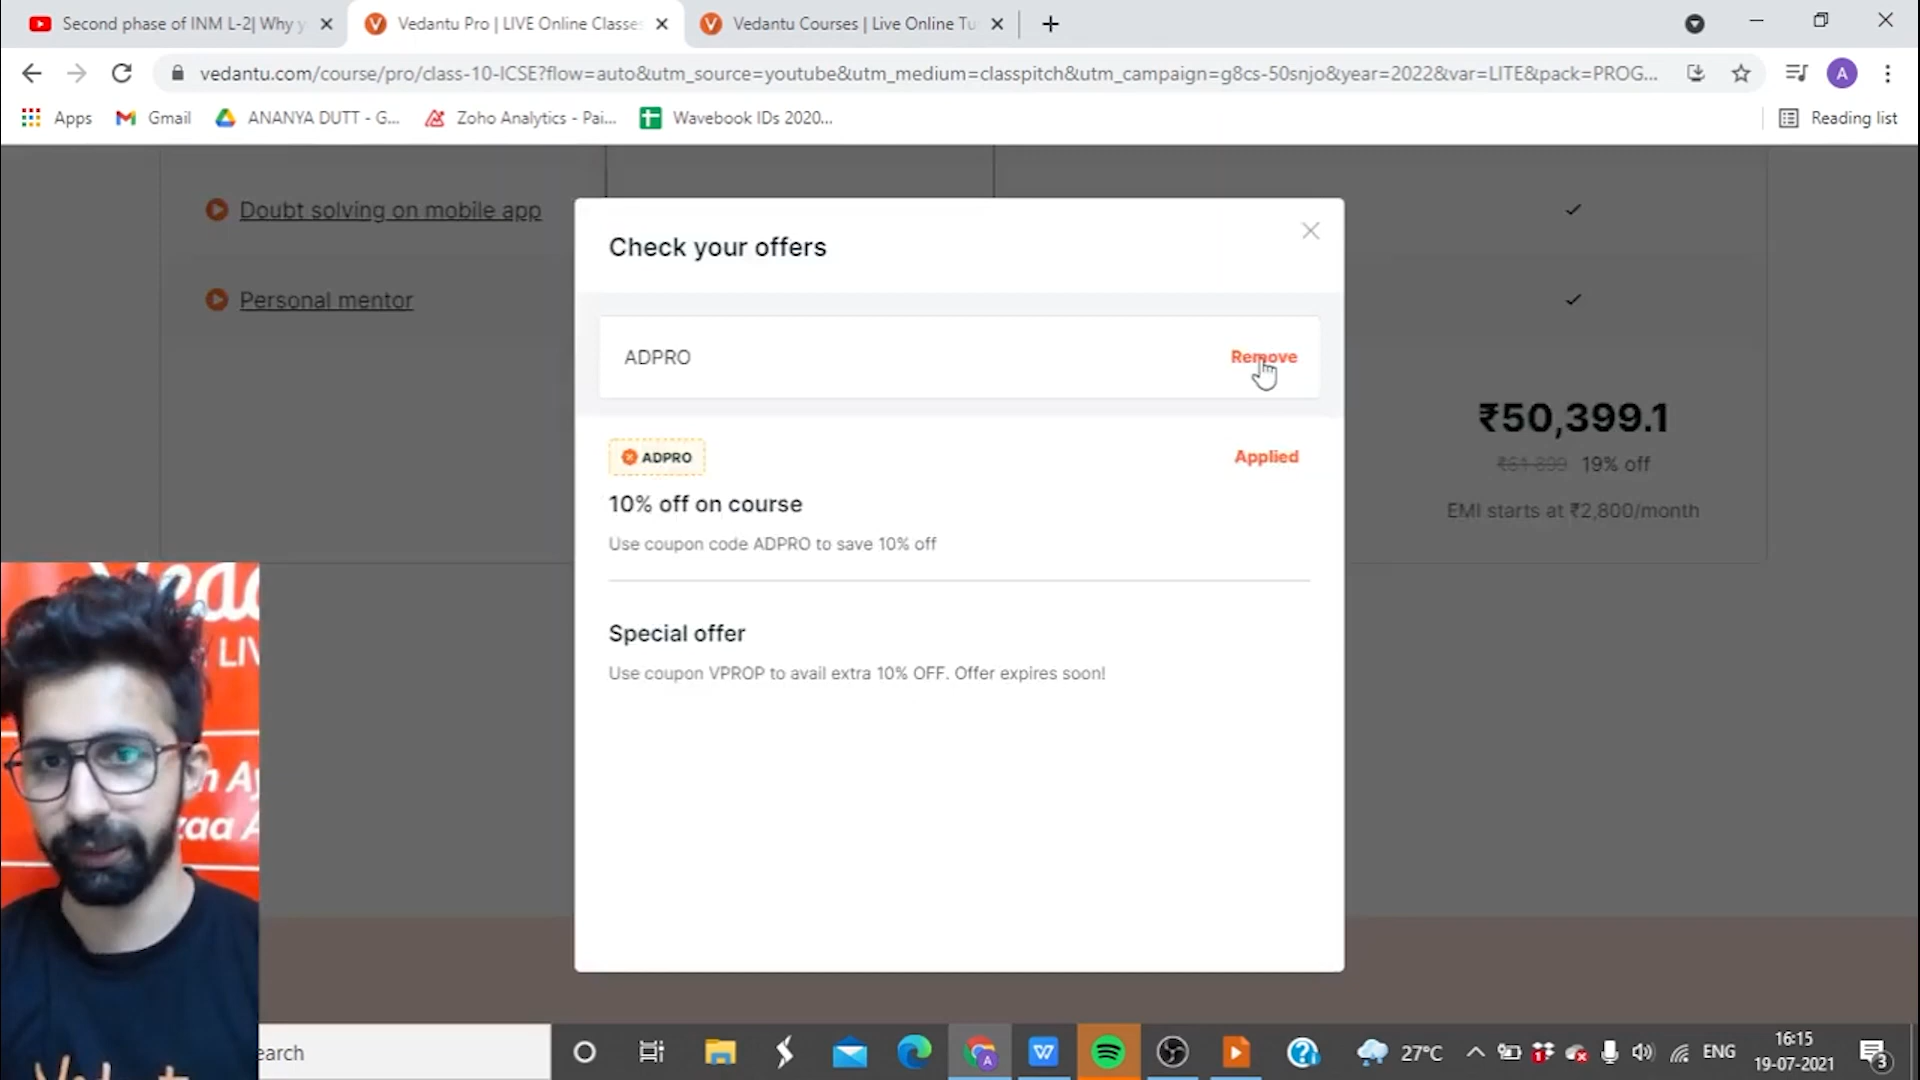 Second phase of INM L-2| Why y
Vedantu Pro | LIVE Online Classe
Vedantu Courses | Live Online Tu
vedantu.com/course/pro/class-10-ICSE?flow=auto&utm_source=youtube&utm_medium=classpitch&utm_campaign=g8cs-50snjo&year=2022&var=LITE&pack=PROG...
A
Apps
Gmail
ANANYA DUTT - G...
Zoho Analytics - Pai...
Wavebook IDs 2020...
Reading list
Doubt solving on mobile app
Personal mentor
Check your offers
ADPRO
Remove
ADPRO
Applied
10% off on course
Use coupon code ADPRO to save 10% off
Special offer
Use coupon VPROP to avail extra 10% OFF. Offer expires soon!
₹50,399.1
19% off
EMI starts at ₹2,800/month
LIV
earch
27°C
ENG
16:15
19-07-2021
3